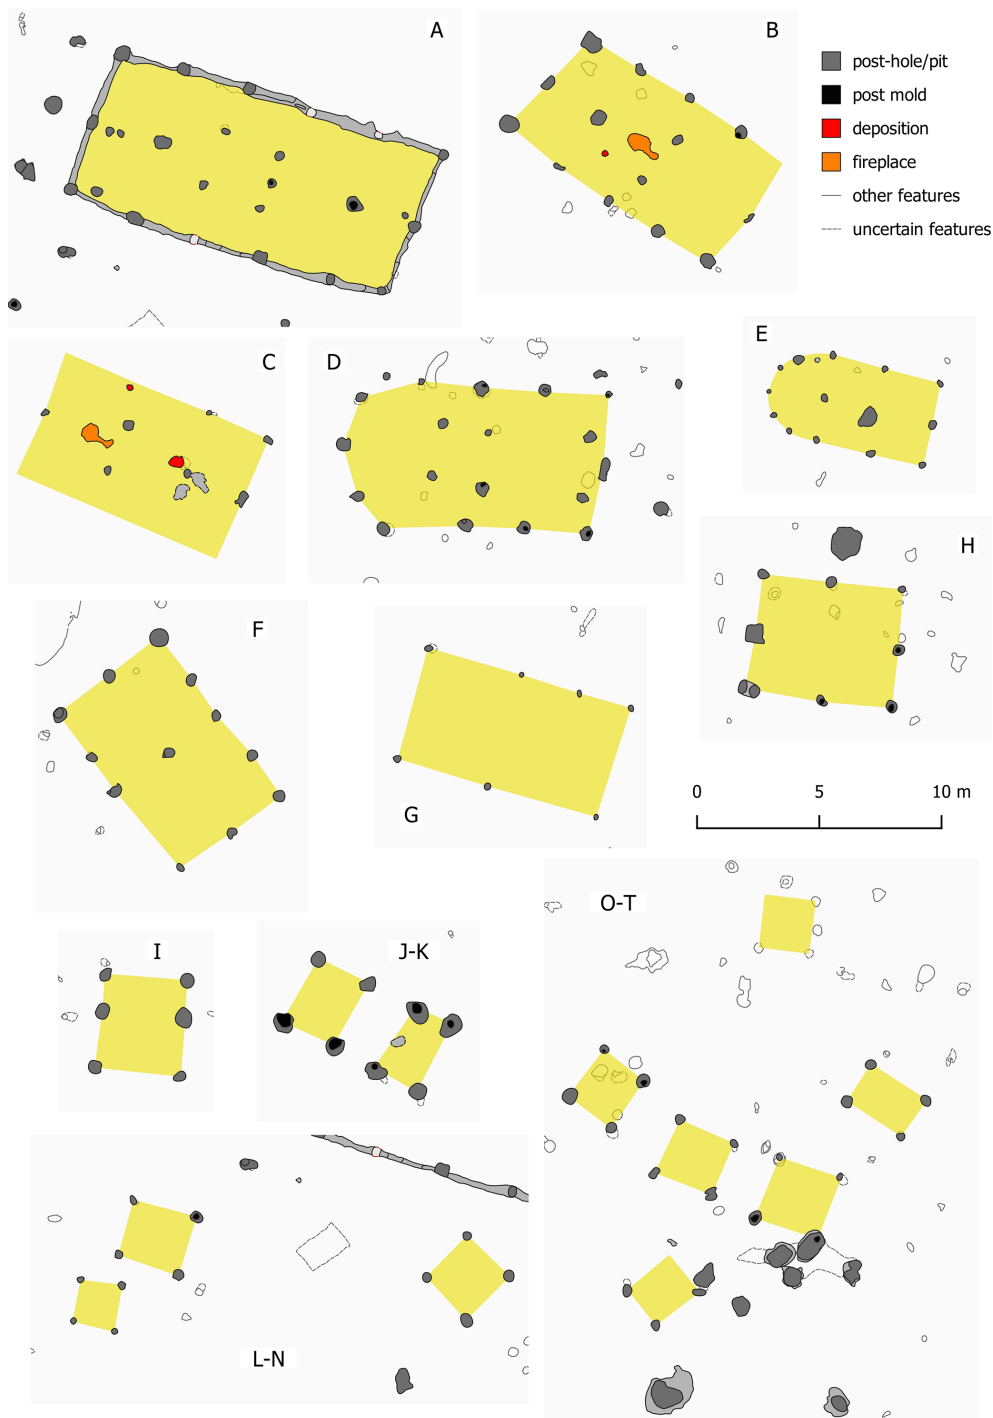 A
B
post-hole/pit
post mold
deposition
fireplace
other features
uncertain features
C
D
E
H
F
G
0 5 10 m
O-T
I
J-K
L-N